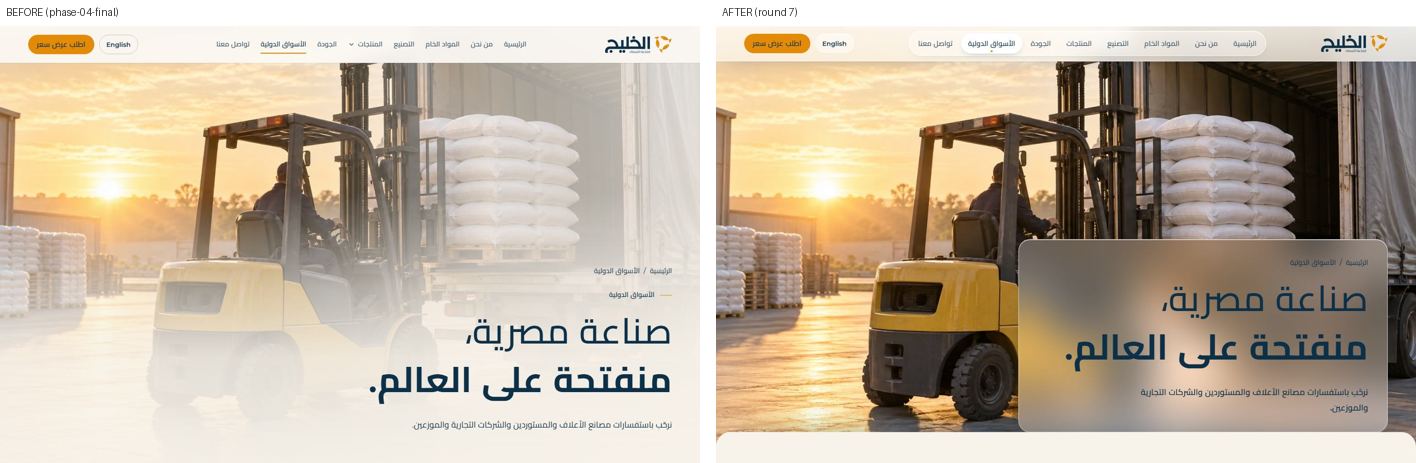 BEFORE (phase-04-final)
الخليج
الرئيسية
من نحن
المواد الخام
التصنيع
المنتجات
الجودة
الأسواق الدولية
تواصل معنا
English
اطلب عرض سعر
الرئيسية / الأسواق الدولية
الأسواق الدولية
صناعة مصرية،
منفتحة على العالم.
نرحّب باستفسارات مصانع الأعلاف والمستوردين والشركات التجارية والموزعين.
AFTER (round 7)
الخليج
الرئيسية
من نحن
المواد الخام
التصنيع
المنتجات
الجودة
الأسواق الدولية
تواصل معنا
English
اطلب عرض سعر
الرئيسية / الأسواق الدولية
صناعة مصرية،
منفتحة على العالم.
نرحّب باستفسارات مصانع الأعلاف والمستوردين والشركات التجارية
والموزعين.